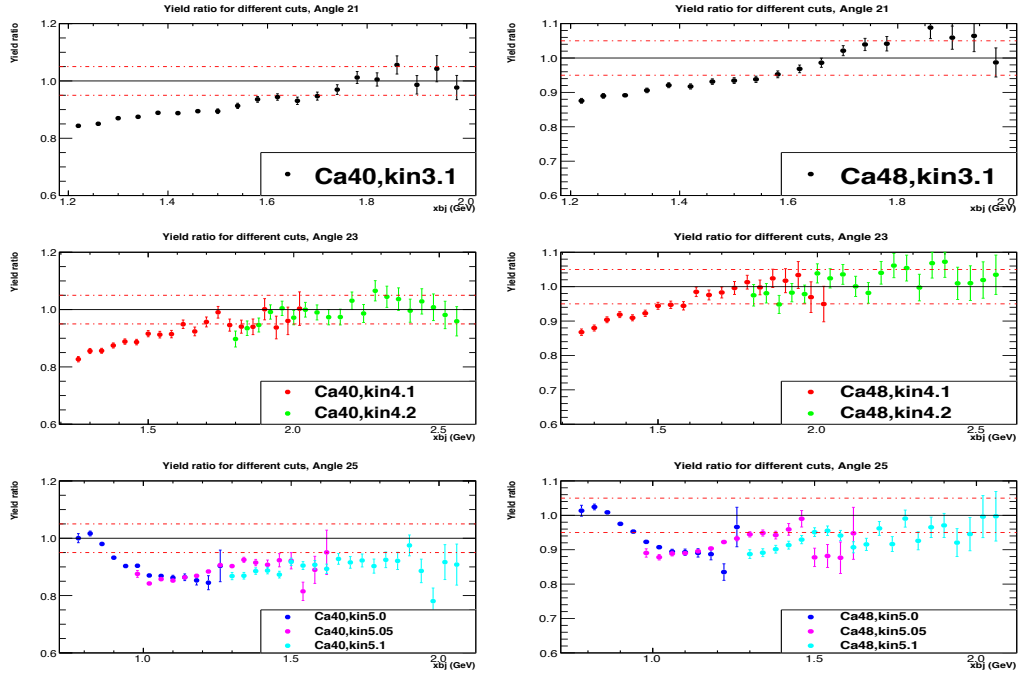 Yield ratio for different cuts, Angle 21
Yield ratio
1.2
1.0
0.8
0.6
Ca40,kin3.1
1.2 1.4 1.6 1.8 2.0
xbj (GeV)
Yield ratio for different cuts, Angle 21
Yield ratio
1.1
1.0
0.9
0.8
0.7
0.6
Ca48,kin3.1
1.2 1.4 1.6 1.8 2.0
xbj (GeV)
Yield ratio for different cuts, Angle 23
Yield ratio
1.2
1.0
0.8
0.6
Ca40,kin4.1
Ca40,kin4.2
1.5 2.0 2.5
xbj (GeV)
Yield ratio for different cuts, Angle 23
Yield ratio
1.1
1.0
0.9
0.8
0.7
0.6
Ca48,kin4.1
Ca48,kin4.2
1.5 2.0 2.5
xbj (GeV)
Yield ratio for different cuts, Angle 25
Yield ratio
1.2
1.0
0.8
0.6
Ca40,kin5.0
Ca40,kin5.05
Ca40,kin5.1
1.0 1.5 2.0
xbj (GeV)
Yield ratio for different cuts, Angle 25
Yield ratio
1.1
1.0
0.9
0.8
0.7
0.6
Ca48,kin5.0
Ca48,kin5.05
Ca48,kin5.1
1.0 1.5 2.0
xbj (GeV)